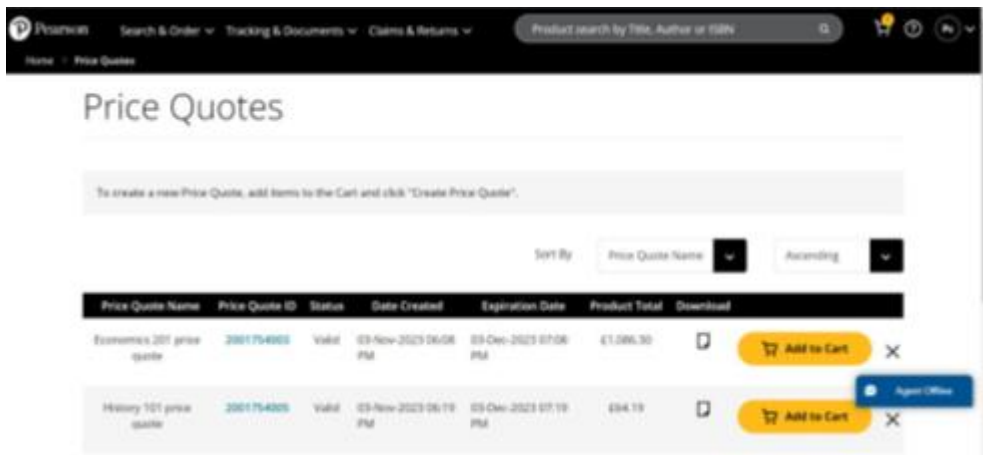 Pearson Search & Order Tracking & Documents Claims & Returns Product search by Title, Author or ISBN
Home Price Quotes
Price Quotes
To create a new Price Quote, add items to the Cart and click "Create Price Quote".
Sort By Price Quote Name Ascending
Price Quote Name Price Quote ID Status Date Created Expiration Date Product Total Download
Economics 201 price 2001754003 Valid 03-Nov-2023 06:08 03-Dec-2023 07:08 £1,086.30
quote PM PM
Add to Cart
Agent Offline
History 101 price 2001754005 Valid 03-Nov-2023 06:19 03-Dec-2023 07:19 £64.19
quote PM PM
Add to Cart